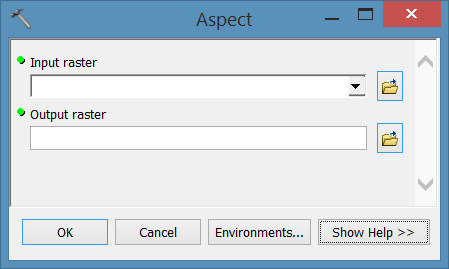 Aspect
Input raster
Output raster
OK Cancel Environments... Show Help >>